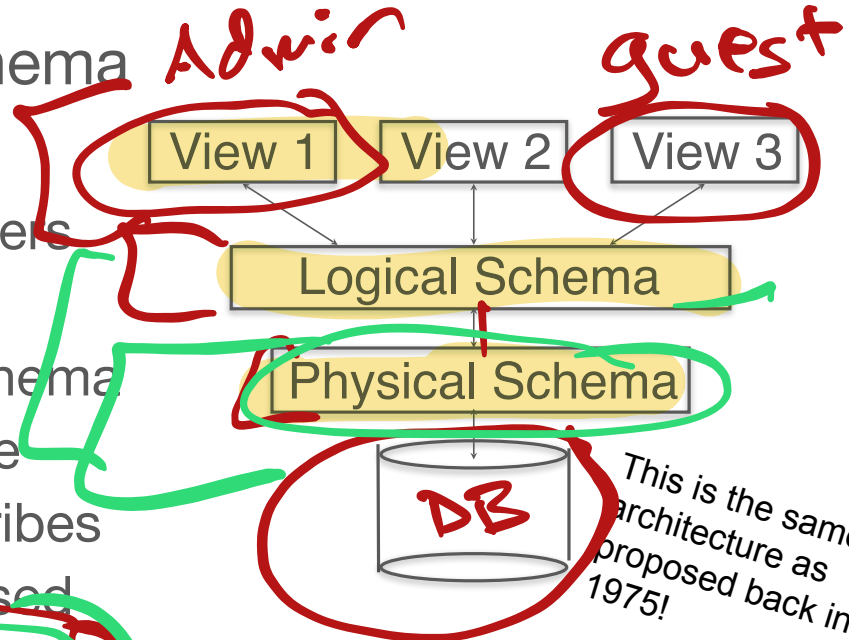 hema
Admin
guest
View 1
View 2
View 3
ers
Logical Schema
hema
Physical Schema
e
DB
ribes
sed
This is the same
architecture as
proposed back in
1975!